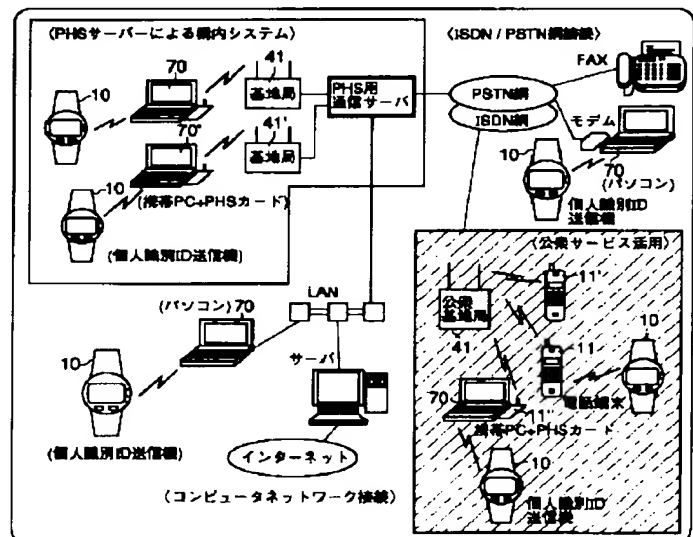 〈PHSサーバーによる構内システム〉
〈ISDN / PSTN網接続〉
FAX
70
41
10
基地局
PHS用
通信サーバ
PSTN網
ISDN網
モデム
70'
41'
基地局
10
70
(パソコン)
10
(携帯PC+PHSカード)
個人識別ID
送信機
(個人識別ID送信機)
〈公衆サービス活用〉
LAN
11'
(パソコン) 70
公衆
基地局
41
10
11
10
サーバ
70
電話端末
11"
携帯PC+PHSカード
(個人識別ID送信機)
インターネット
10
個人識別ID
送信機
(コンピュータネットワーク接続)